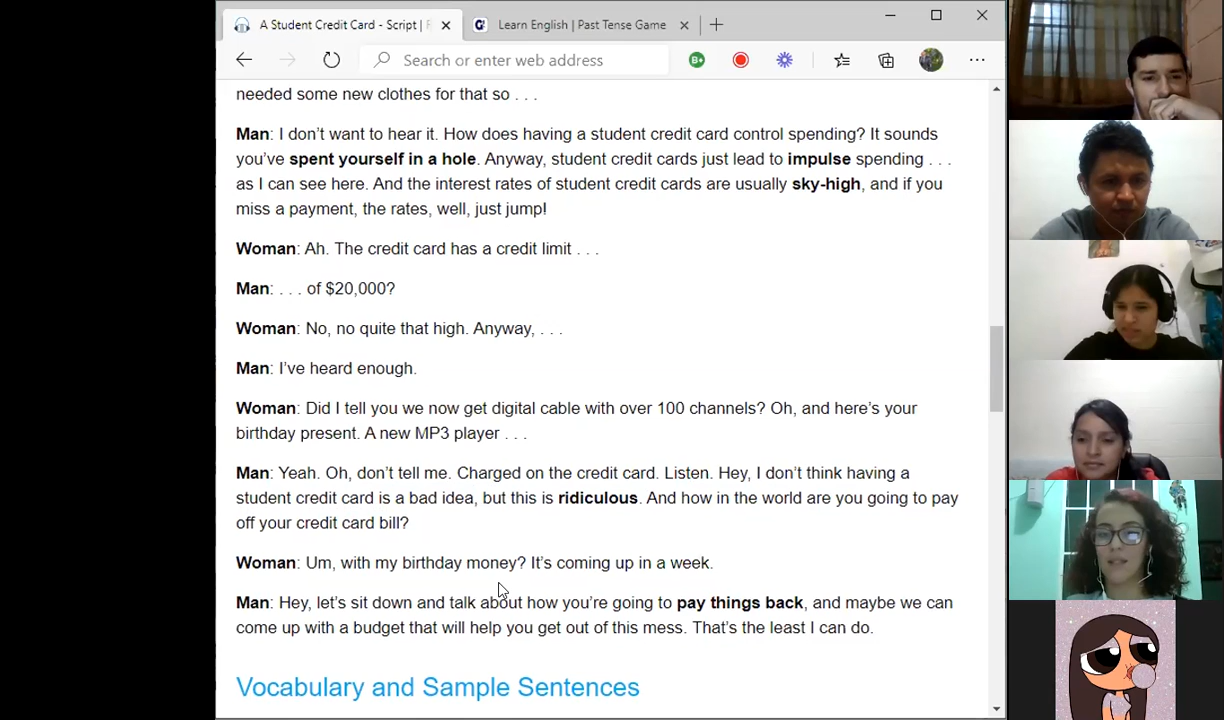 A Student Credit Card - Script |
Learn English | Past Tense Game
Search or enter web address
needed some new clothes for that so . . .
Man: I don’t want to hear it. How does having a student credit card control spending? It sounds
you’ve spent yourself in a hole. Anyway, student credit cards just lead to impulse spending . . .
as I can see here. And the interest rates of student credit cards are usually sky-high, and if you
miss a payment, the rates, well, just jump!
Woman: Ah. The credit card has a credit limit . . .
Man: . . . of $20,000?
Woman: No, no quite that high. Anyway, . . .
Man: I’ve heard enough.
Woman: Did I tell you we now get digital cable with over 100 channels? Oh, and here’s your
birthday present. A new MP3 player . . .
Man: Yeah. Oh, don’t tell me. Charged on the credit card. Listen. Hey, I don’t think having a
student credit card is a bad idea, but this is ridiculous. And how in the world are you going to pay
off your credit card bill?
Woman: Um, with my birthday money? It’s coming up in a week.
Man: Hey, let’s sit down and talk about how you’re going to pay things back, and maybe we can
come up with a budget that will help you get out of this mess. That’s the least I can do.
Vocabulary and Sample Sentences